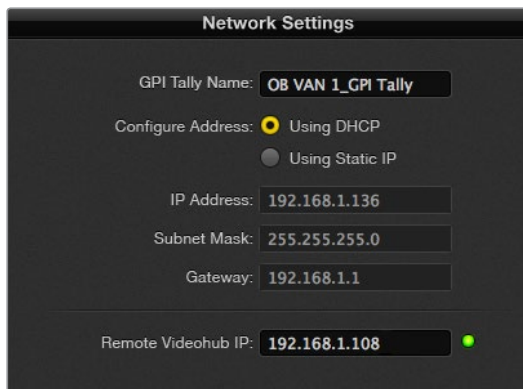 Network Settings
GPI Tally Name: OB VAN 1_GPI Tally
Configure Address: Using DHCP
Using Static IP
IP Address: 192.168.1.136
Subnet Mask: 255.255.255.0
Gateway: 192.168.1.1
Remote Videohub IP: 192.168.1.108